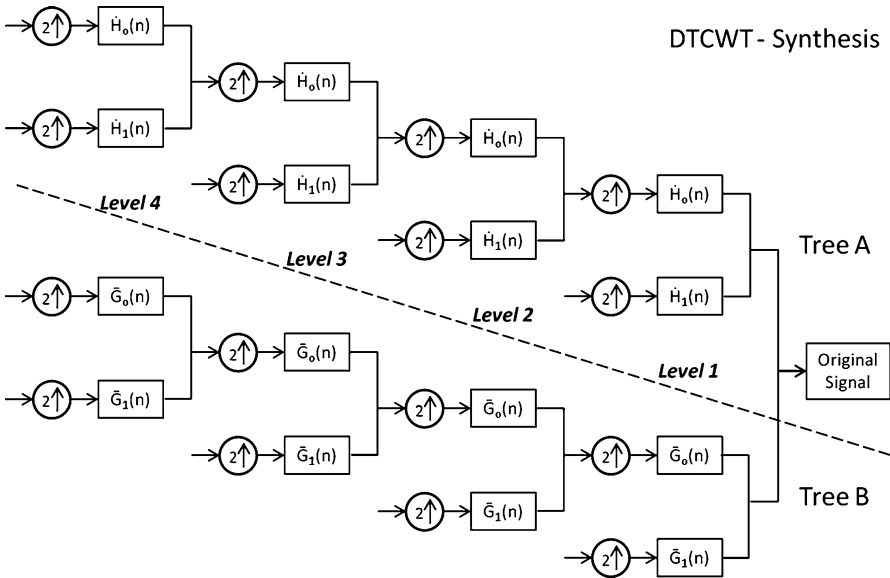 DTCWT - Synthesis
2↑ Ḣ₀(n)
2↑ Ḣ₀(n)
2↑ Ḣ₁(n)
2↑ Ḣ₀(n)
2↑ Ḣ₁(n)
2↑ Ḣ₀(n)
Level 4
2↑ Ḣ₁(n)
Tree A
Level 3
2↑ Ḡ₀(n)
2↑ Ḣ₁(n)
Level 2
2↑ Ḡ₀(n)
Level 1
Original
Signal
2↑ Ḡ₁(n)
2↑ Ḡ₀(n)
2↑ Ḡ₁(n)
2↑ Ḡ₀(n)
Tree B
2↑ Ḡ₁(n)
2↑ Ḡ₁(n)